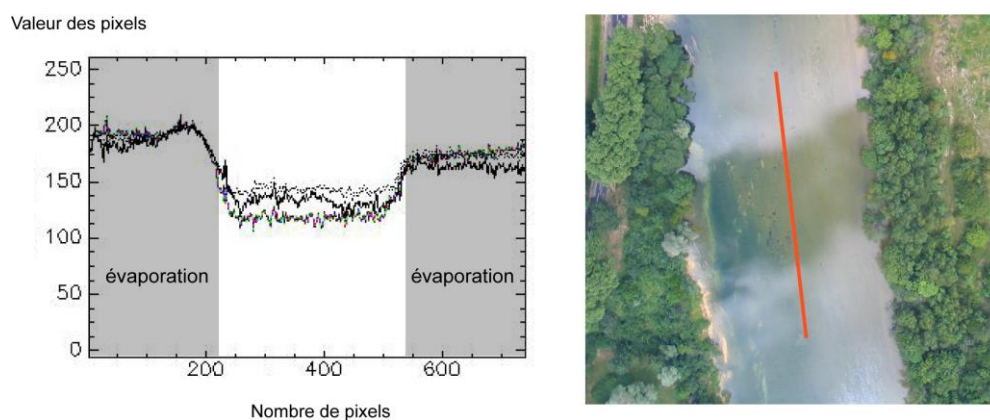 Valeur des pixels
250
200
150
100
50
0
évaporation
évaporation
200
400
600
Nombre de pixels